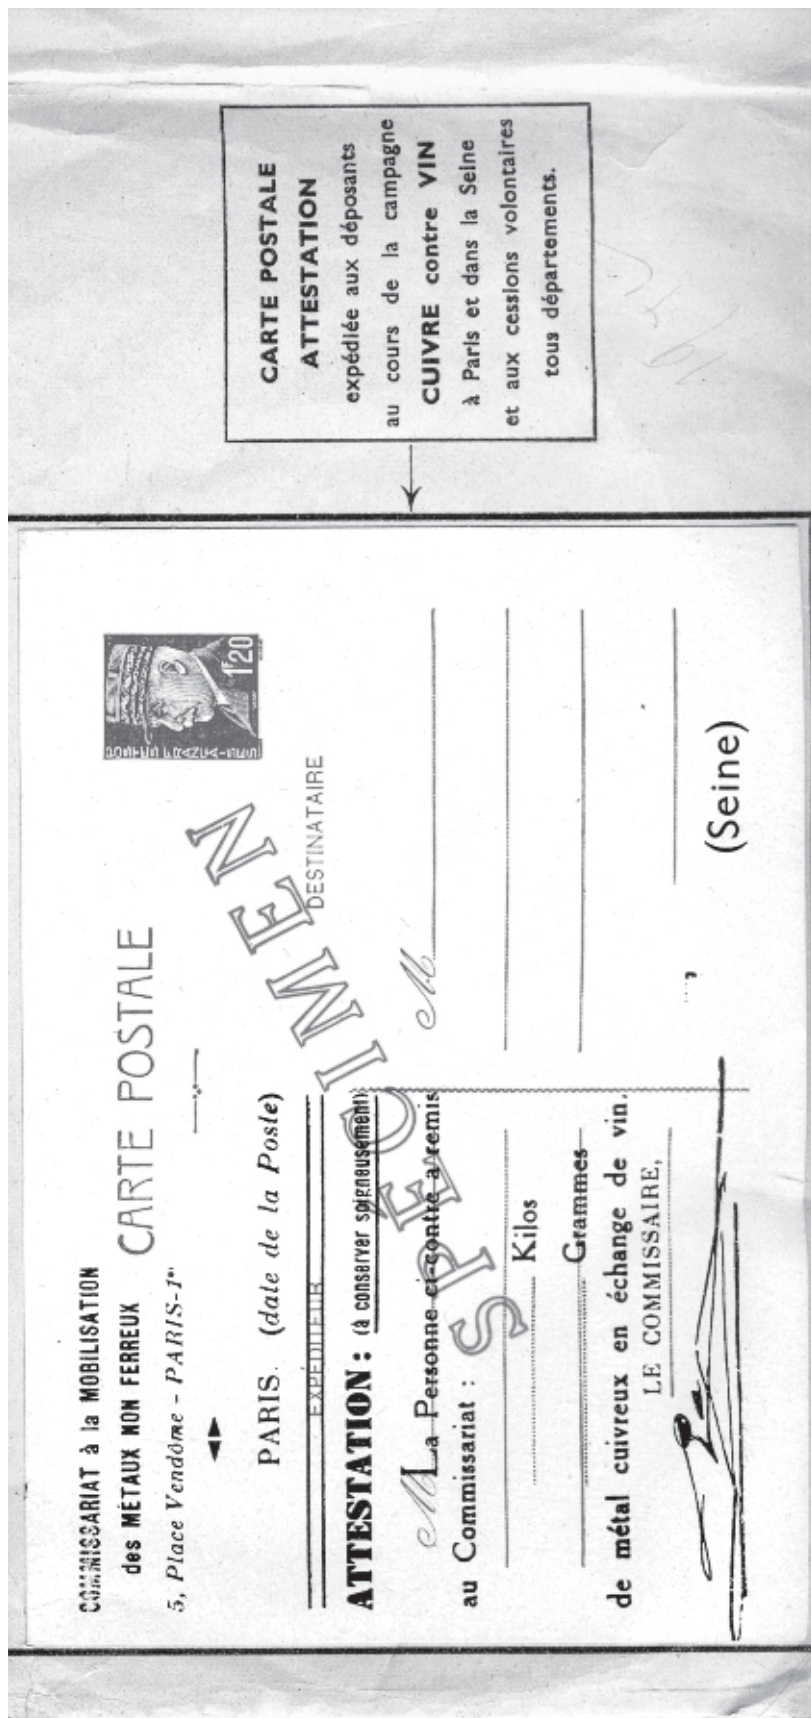 CARTE POSTALE
ATTESTATION
expédiée aux déposants
au cours de la campagne
CUIVRE contre VIN
à Paris et dans la Seine
et aux cessions volontaires
tous départements.
COMMISSARIAT à la MOBILISATION
des MÉTAUX NON FERREUX
5, Place Vendôme - PARIS-1er
CARTE POSTALE
1F20
PARIS. (date de la Poste)
EXPÉDITEUR
ATTESTATION : (à conserver soigneusement)
M La Personne ci-contre a remis
au Commissariat :
Kilos
Grammes
de métal cuivreux en échange de vin.
LE COMMISSAIRE,
SPÉCIMEN
DESTINATAIRE
M
, (Seine)